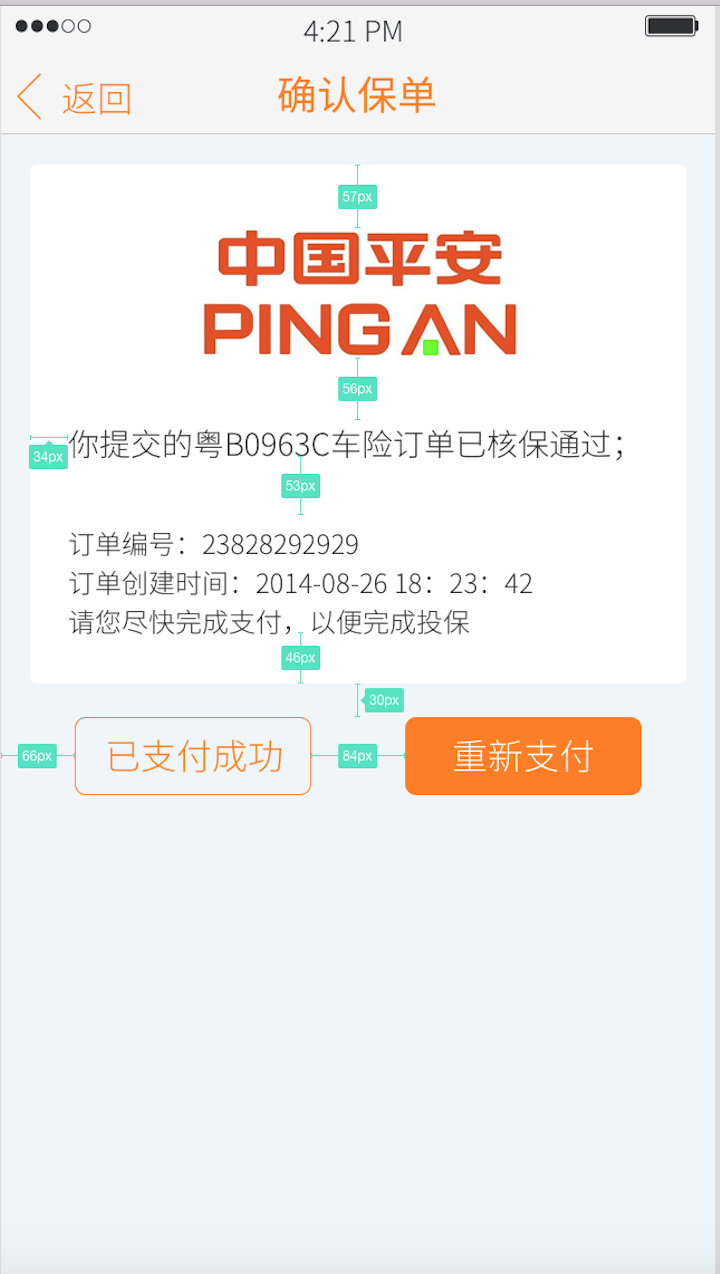 4:21 PM
返回
确认保单
57px
中国平安
PING AN
56px
你提交的粤B0963C车险订单已核保通过；
34px
53px
订单编号：23828292929
订单创建时间：2014-08-26 18：23：42
请您尽快完成支付，以便完成投保
46px
30px
66px
已支付成功
84px
重新支付